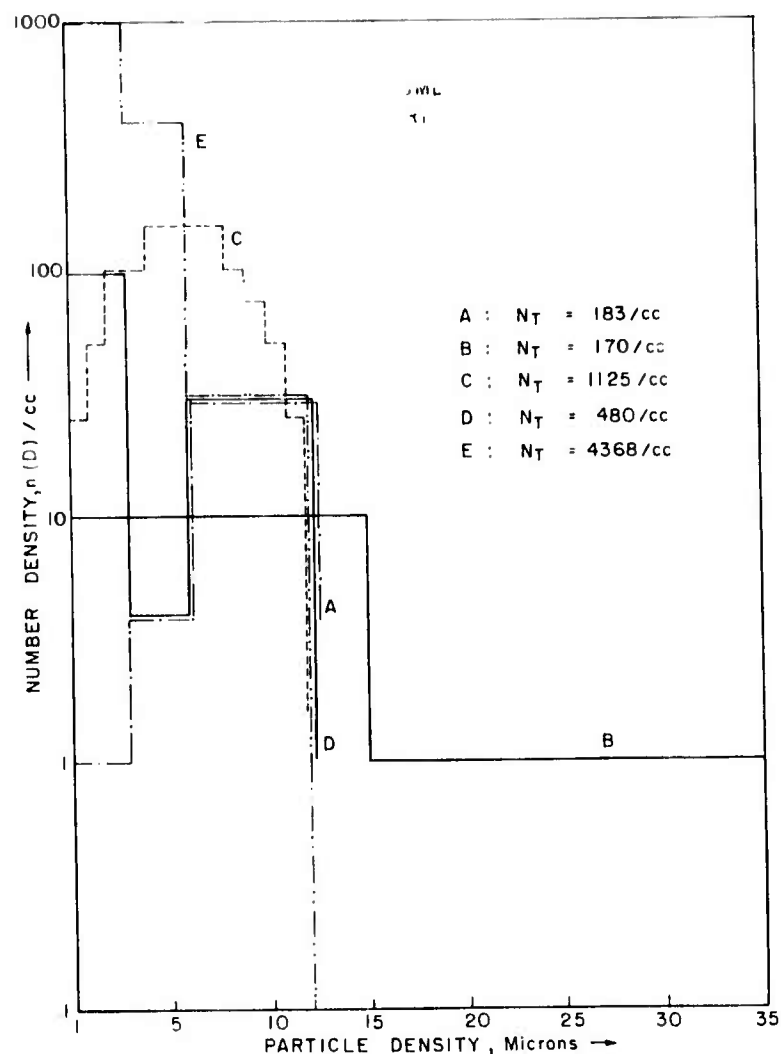 1000
100
10
1
1
NUMBER DENSITY, n (D) / cc
E
C
A
D
B
A : N_T = 183/cc
B : N_T = 170/cc
C : N_T = 1125/cc
D : N_T = 480/cc
E : N_T = 4368/cc
1 5 10 15 20 25 30 35
PARTICLE DENSITY, Microns